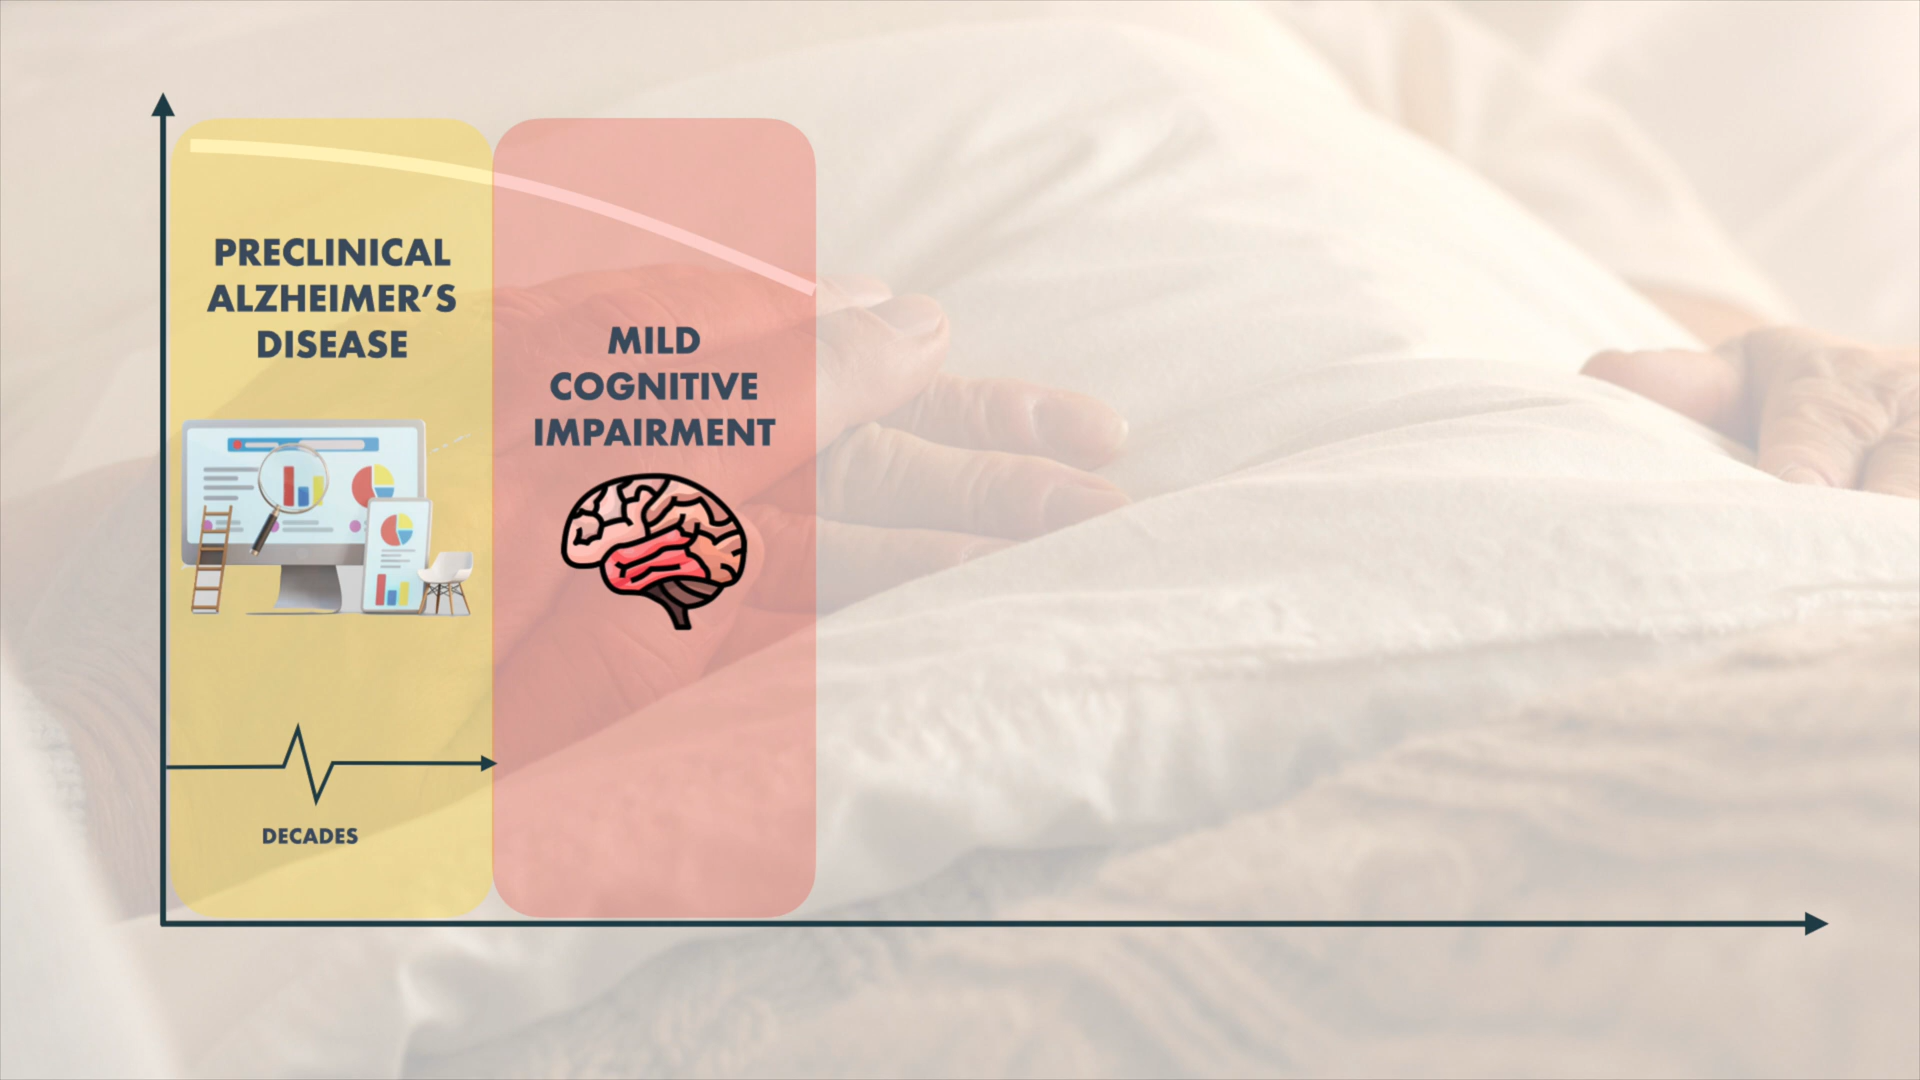 PRECLINICAL
ALZHEIMER’S
DISEASE
MILD
COGNITIVE
IMPAIRMENT
DECADES